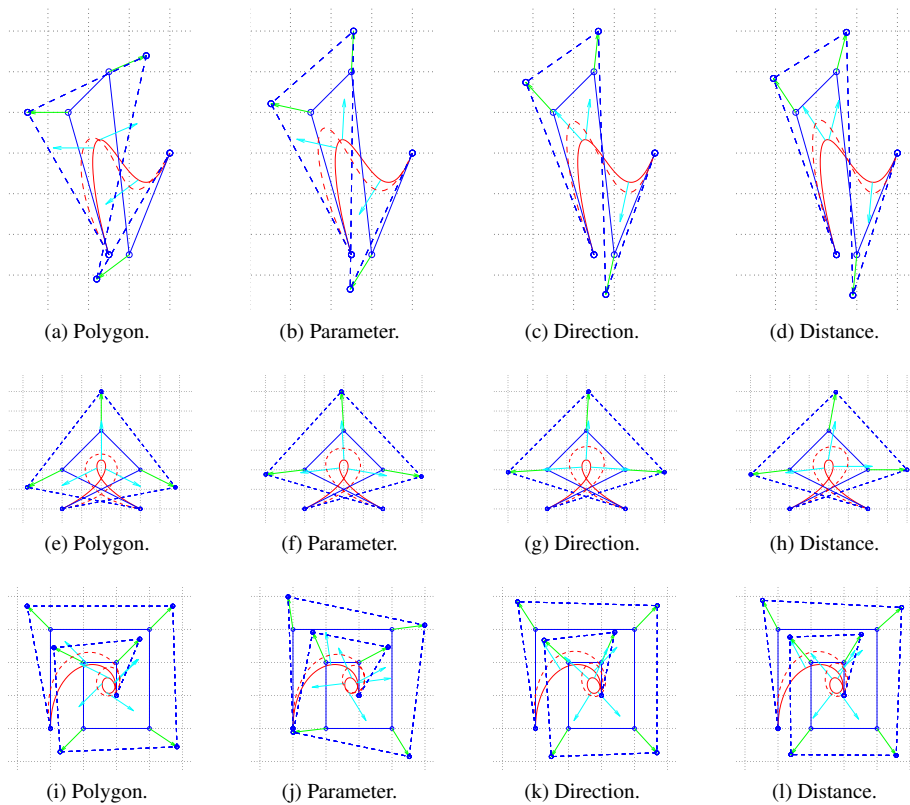 (a) Polygon.
(b) Parameter.
(c) Direction.
(d) Distance.
(e) Polygon.
(f) Parameter.
(g) Direction.
(h) Distance.
(i) Polygon.
(j) Parameter.
(k) Direction.
(l) Distance.